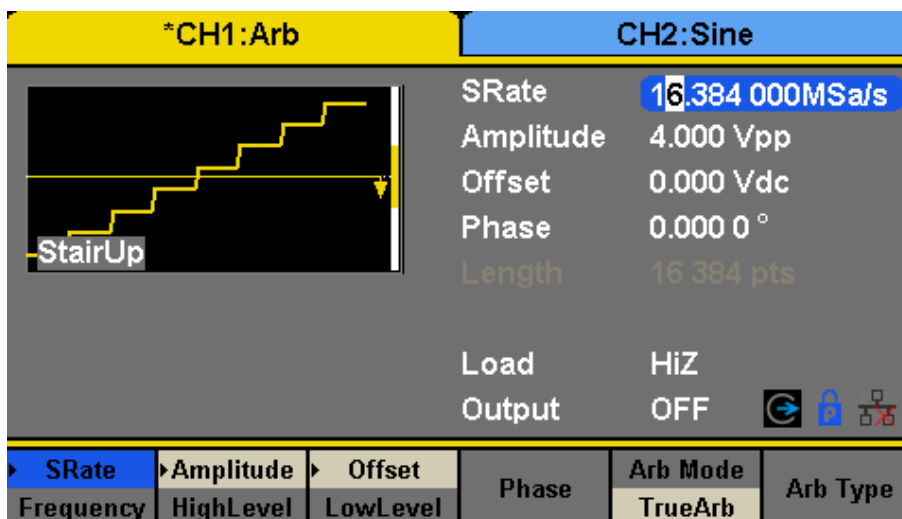 *CH1:Arb
CH2:Sine
StairUp
SRate 16.384 000MSa/s
Amplitude 4.000 Vpp
Offset 0.000 Vdc
Phase 0.000 0 °
Length 16 384 pts
Load HiZ
Output OFF
P
SRate
Frequency
Amplitude
HighLevel
Offset
LowLevel
Phase
Arb Mode
TrueArb
Arb Type